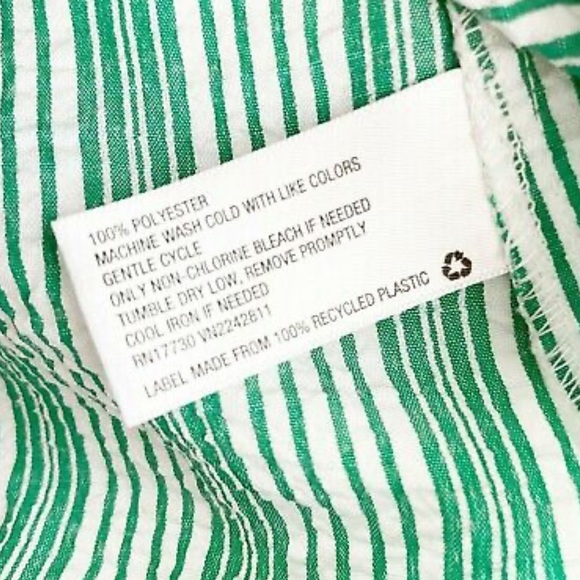 100% POLYESTER
MACHINE WASH COLD WITH LIKE COLORS
GENTLE CYCLE
ONLY NON-CHLORINE BLEACH IF NEEDED
TUMBLE DRY LOW, REMOVE PROMPTLY
COOL IRON IF NEEDED
RN17730 VN2242811
LABEL MADE FROM 100% RECYCLED PLASTIC